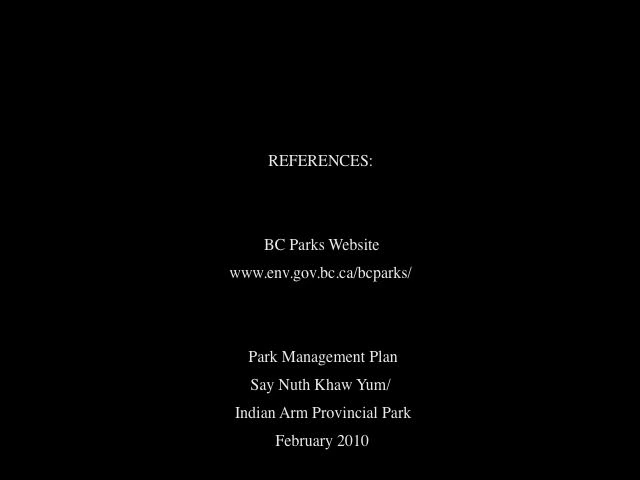 REFERENCES:
BC Parks Website
www.env.gov.bc.ca/bcparks/
Park Management Plan
Say Nuth Khaw Yum/
Indian Arm Provincial Park
February 2010